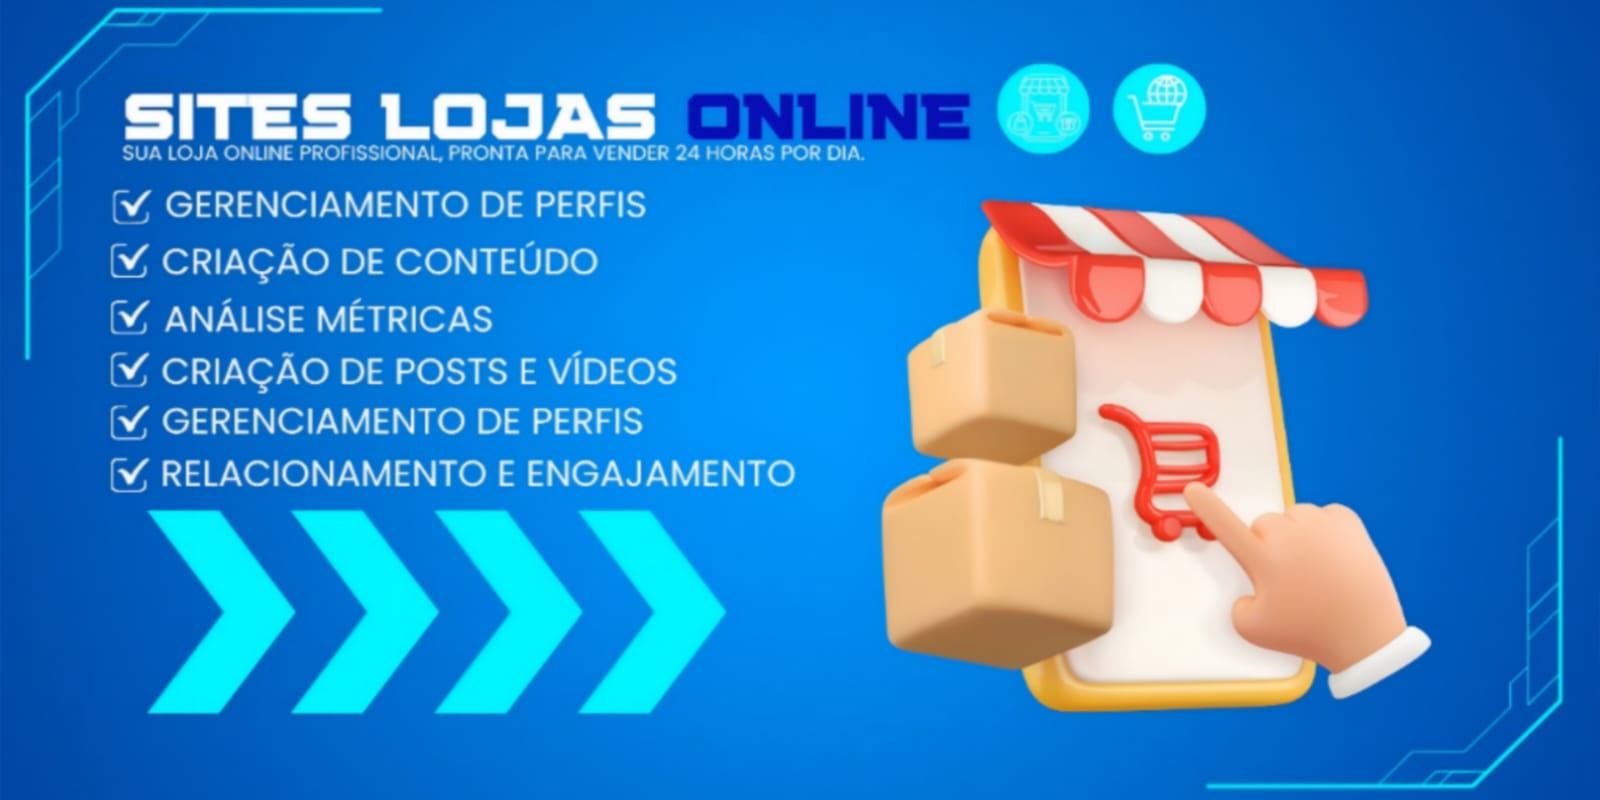 SITES LOJAS ONLINE
SUA LOJA ONLINE PROFISSIONAL, PRONTA PARA VENDER 24 HORAS POR DIA.
GERENCIAMENTO DE PERFIS
CRIAÇÃO DE CONTEÚDO
ANÁLISE MÉTRICAS
CRIAÇÃO DE POSTS E VÍDEOS
GERENCIAMENTO DE PERFIS
RELACIONAMENTO E ENGAJAMENTO